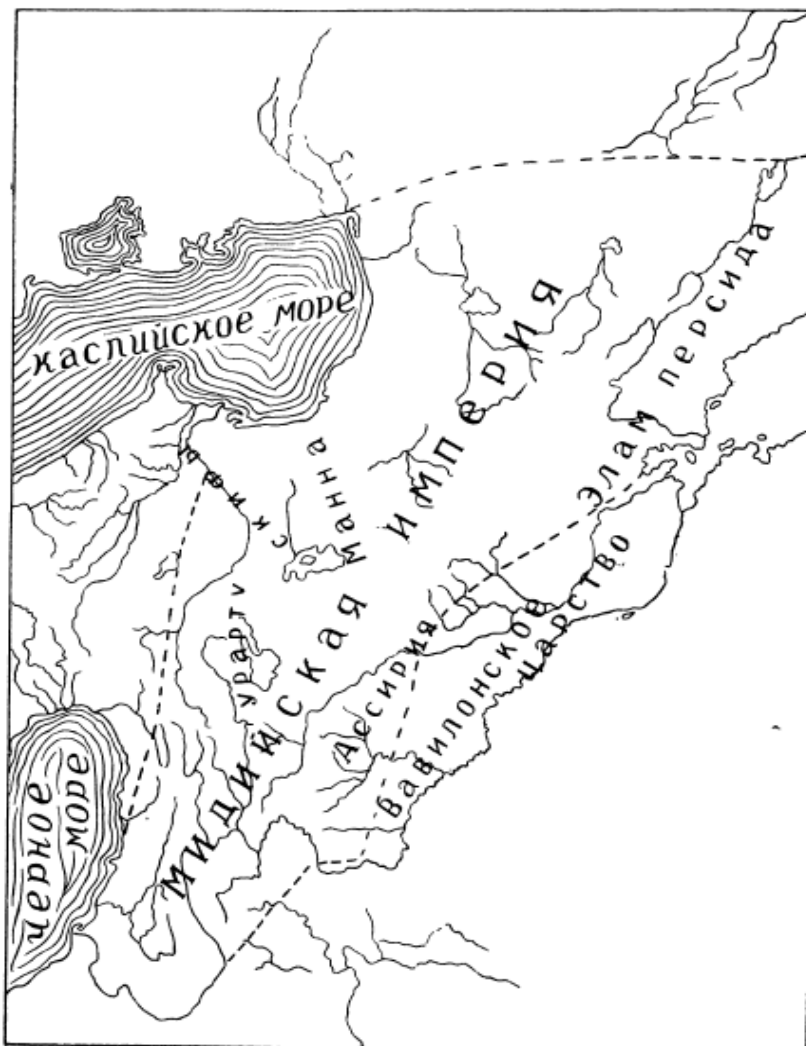 Каспийское море
скифы
Манна
Мидийская империя
Урарту
Ассирия
Вавилонское
царство
Элам
Персида
Черное
море